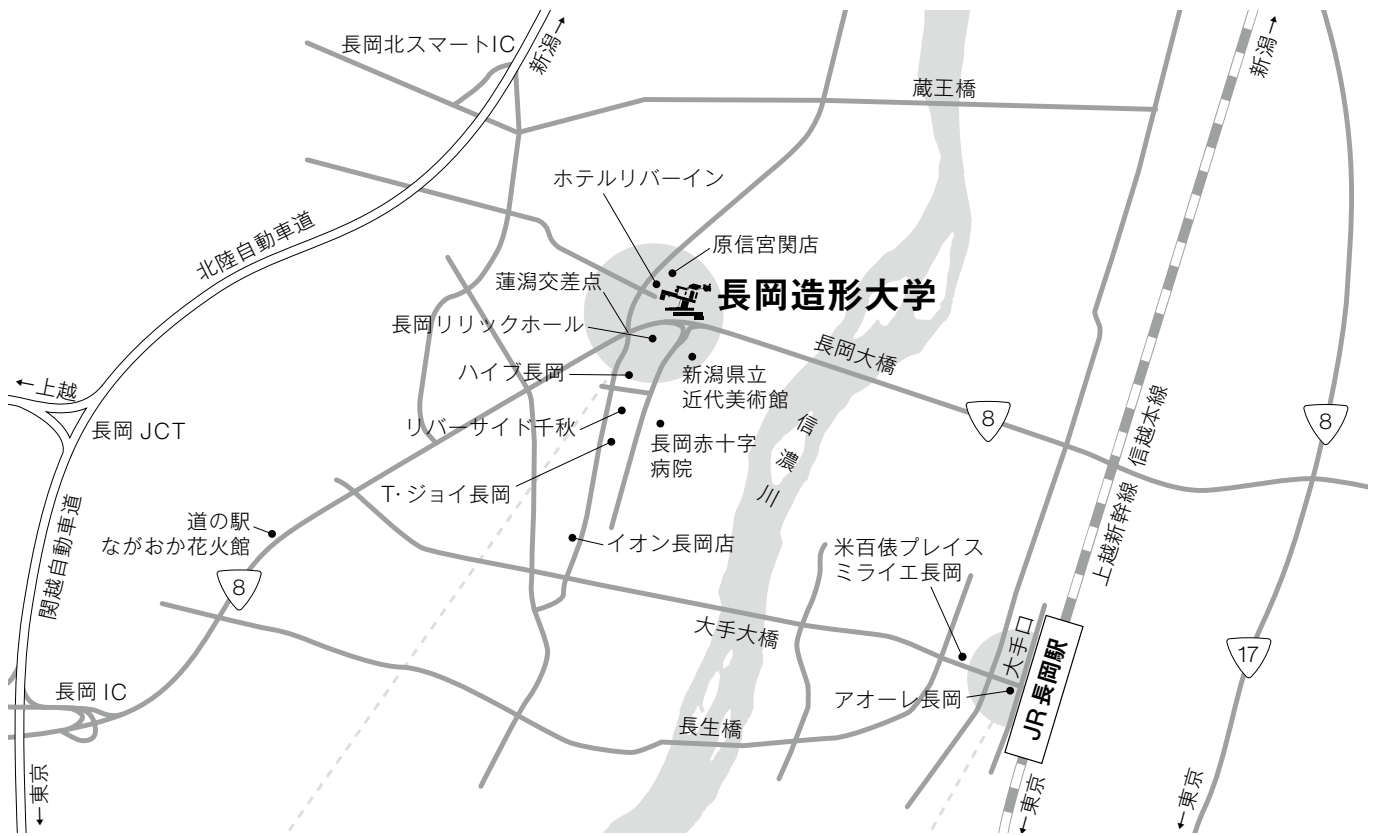 長岡北スマートIC
新潟→
新潟→
蔵王橋
ホテルリバーイン
北陸自動車道
原信宮関店
蓮潟交差点
長岡造形大学
長岡リリックホール
長岡大橋
ハイブ長岡
新潟県立
近代美術館
←上越
リバーサイド千秋
8
8
長岡 JCT
信濃川
信越本線
長岡赤十字
病院
T・ジョイ長岡
上越新幹線
道の駅
ながおか花火館
イオン長岡店
米百俵プレイス
ミライエ長岡
関越自動車道
8
大手大橋
大手口
17
長岡 IC
アオーレ長岡
JR長岡駅
長生橋
←東京
←東京
←東京